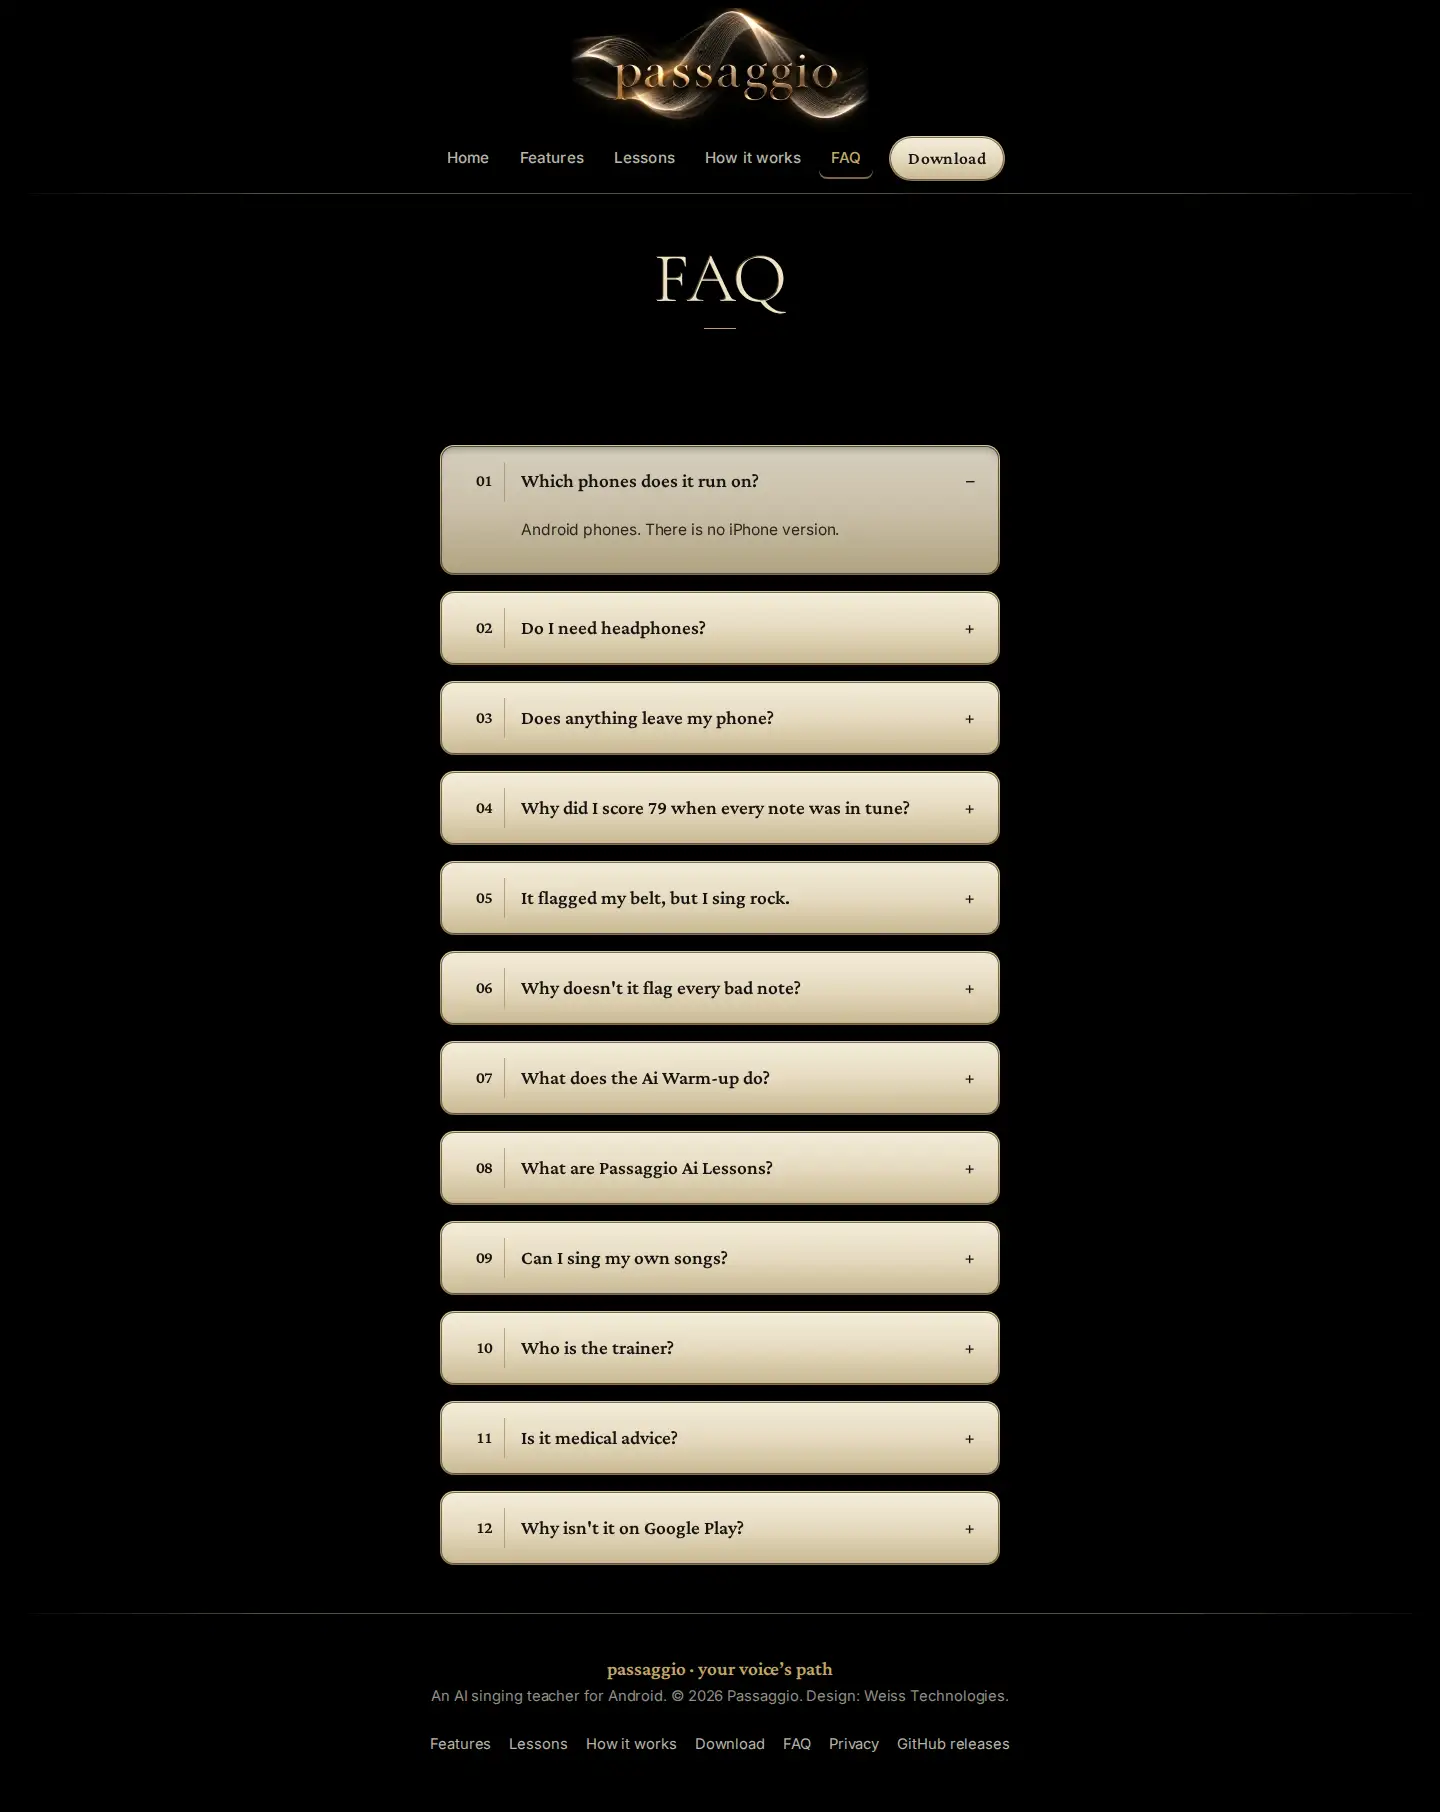 passaggio
Home Features Lessons How it works FAQ Download
FAQ
01 Which phones does it run on? −
Android phones. There is no iPhone version.
02 Do I need headphones? +
03 Does anything leave my phone? +
04 Why did I score 79 when every note was in tune? +
05 It flagged my belt, but I sing rock. +
06 Why doesn't it flag every bad note? +
07 What does the Ai Warm-up do? +
08 What are Passaggio Ai Lessons? +
09 Can I sing my own songs? +
10 Who is the trainer? +
11 Is it medical advice? +
12 Why isn't it on Google Play? +
passaggio · your voice’s path
An AI singing teacher for Android. © 2026 Passaggio. Design: Weiss Technologies.
Features Lessons How it works Download FAQ Privacy GitHub releases